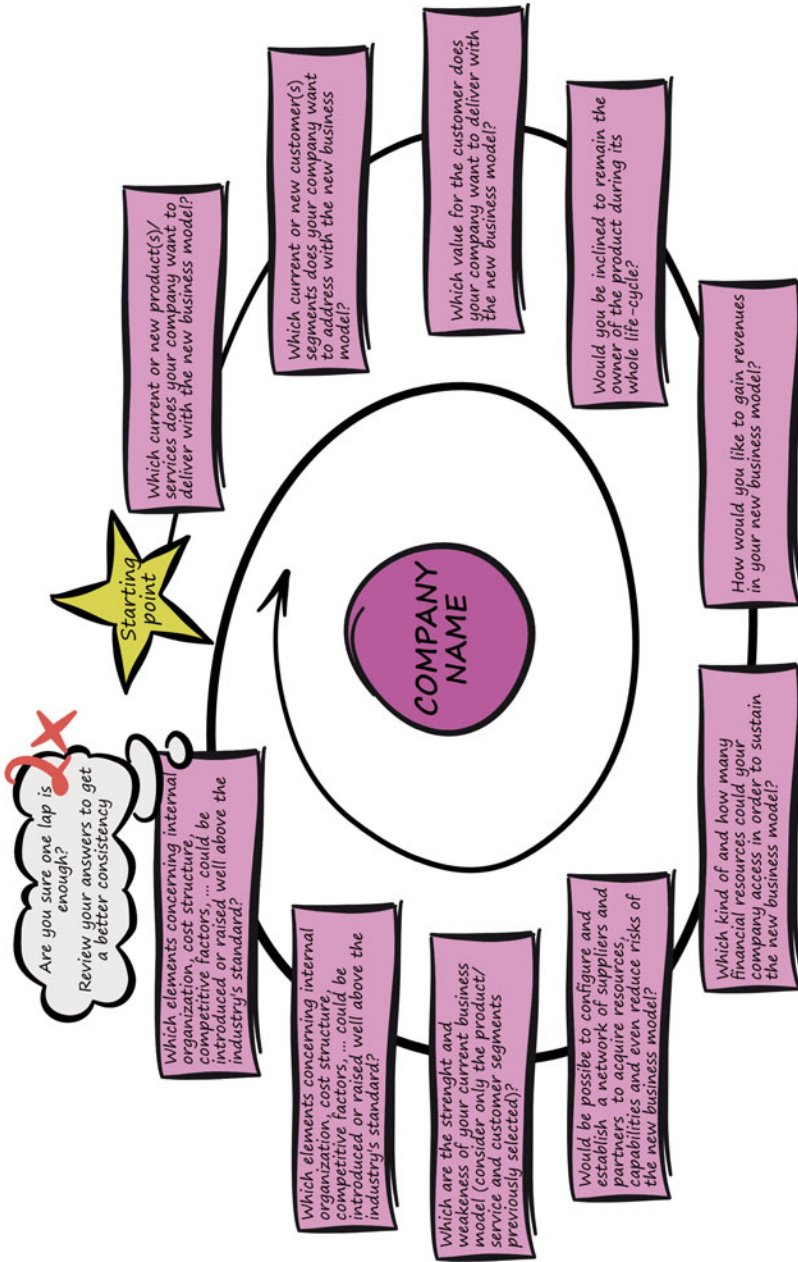 Starting
point
Which current or new product(s)/
services does your company want to
deliver with the new business model?
Which current or new customer(s)
segments does your company want
to address with the new business
model?
Which value for the customer does
your company want to deliver with
the new business model?
Would you be inclined to remain the
owner of the product during its
whole life-cycle?
How would you like to gain revenues
in your new business model?
Which kind of and how many
financial resources could your
company access in order to sustain
the new business model?
Would be possibe to configure and
establish a network of suppliers and
partners to acquire resources,
capabilities and even reduce risks of
the new business model?
Which are the strenght and
weakeness of your current business
model (consider only the product/
service and customer segments
previously selected)?
Which elements concerning internal
organization, cost structure,
competitive factors, ... could be
introduced or raised well above the
industry's standard?
Which elements concerning internal
organization, cost structure,
competitive factors, ... could be
introduced or raised well above the
industry's standard?
Are you sure one lap is
enough?
Review your answers to get
a better consistency
2x
COMPANY
NAME